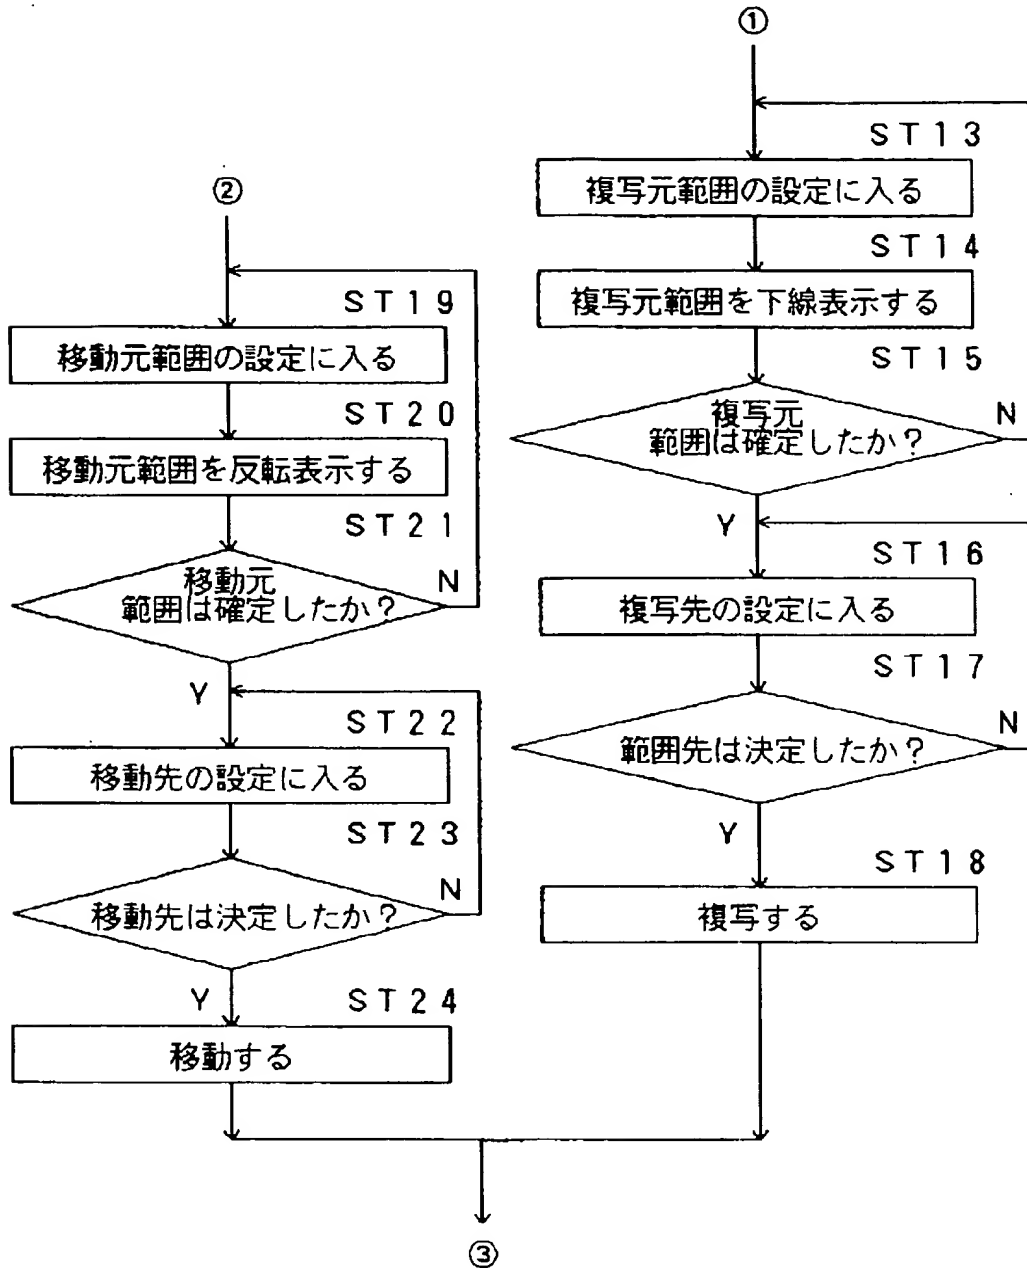 ①
ST13
複写元範囲の設定に入る
ST14
複写元範囲を下線表示する
ST15
複写元
範囲は確定したか？
N
Y
ST16
複写先の設定に入る
ST17
範囲先は決定したか？
N
Y
ST18
複写する
②
ST19
移動元範囲の設定に入る
ST20
移動元範囲を反転表示する
ST21
移動元
範囲は確定したか？
N
Y
ST22
移動先の設定に入る
ST23
移動先は決定したか？
N
Y
ST24
移動する
③